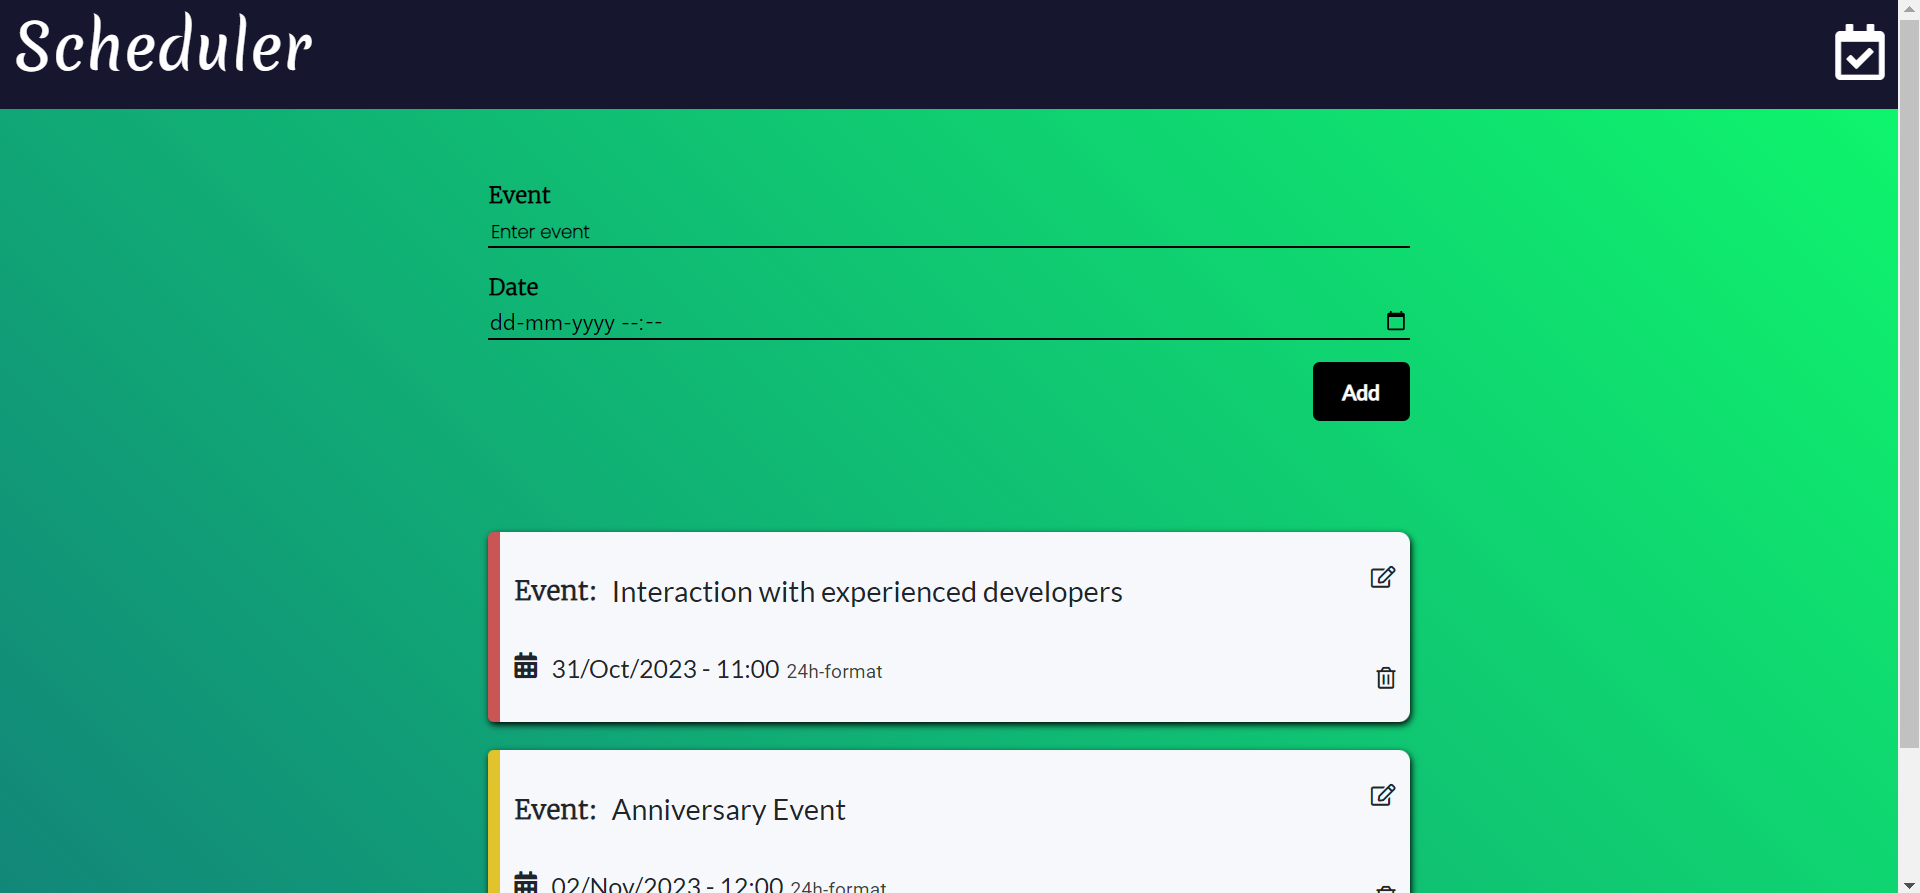 Scheduler
Event
Enter event
Date
dd-mm-yyyy --:--
Add
Event: Interaction with experienced developers
31/Oct/2023 - 11:00 24h-format
Event: Anniversary Event
02/Nov/2023 - 12:00 24h-format